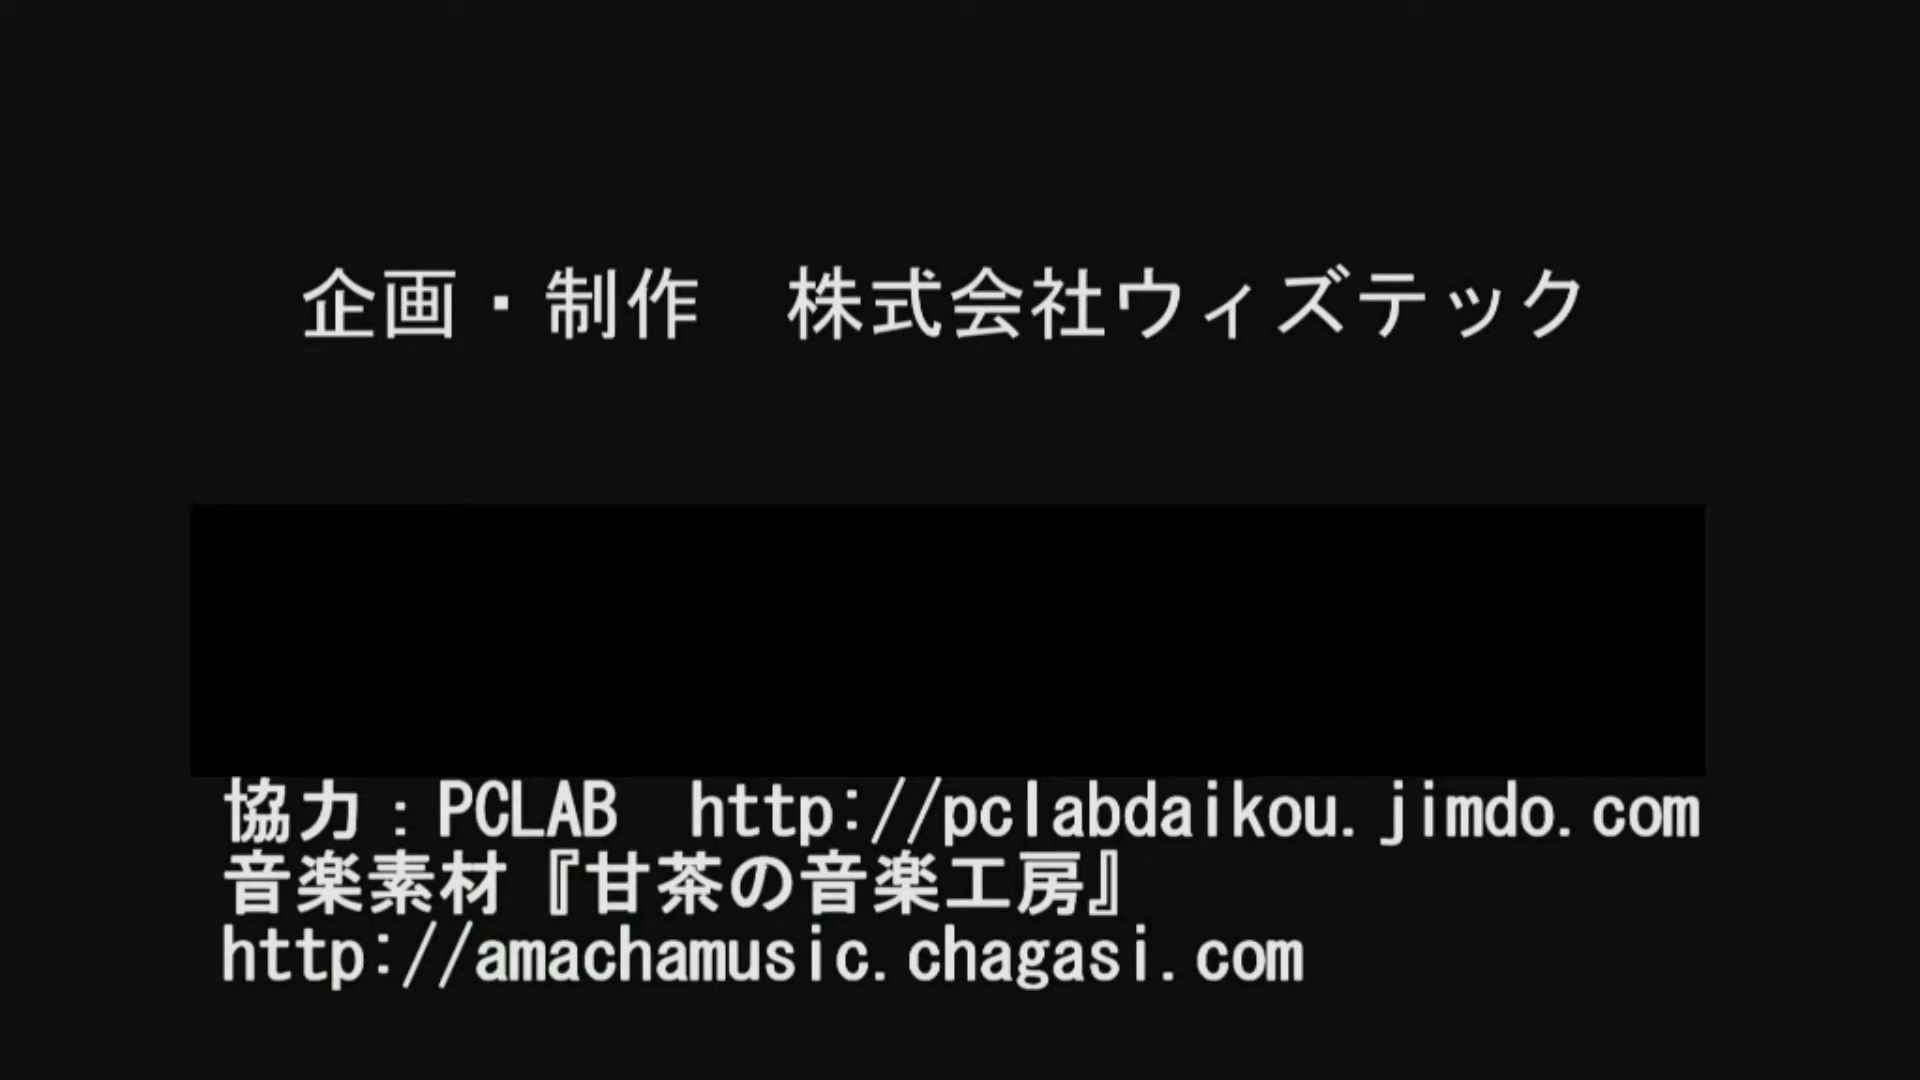 企画・制作　株式会社ウィズテック
協力：PCLAB　http://pclabdaikou.jimdo.com
音楽素材『甘茶の音楽工房』
http://amachamusic.chagasi.com